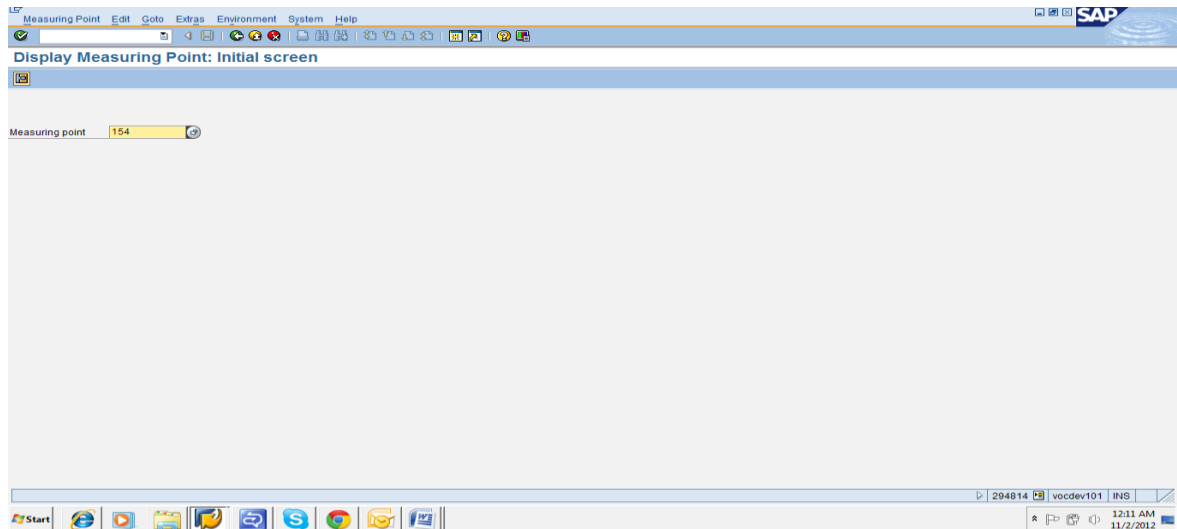 Measuring Point Edit Goto Extras Environment System Help
SAP
Display Measuring Point: Initial screen
Measuring point 154
294814 vocdev101 INS
Start
12:11 AM
11/2/2012